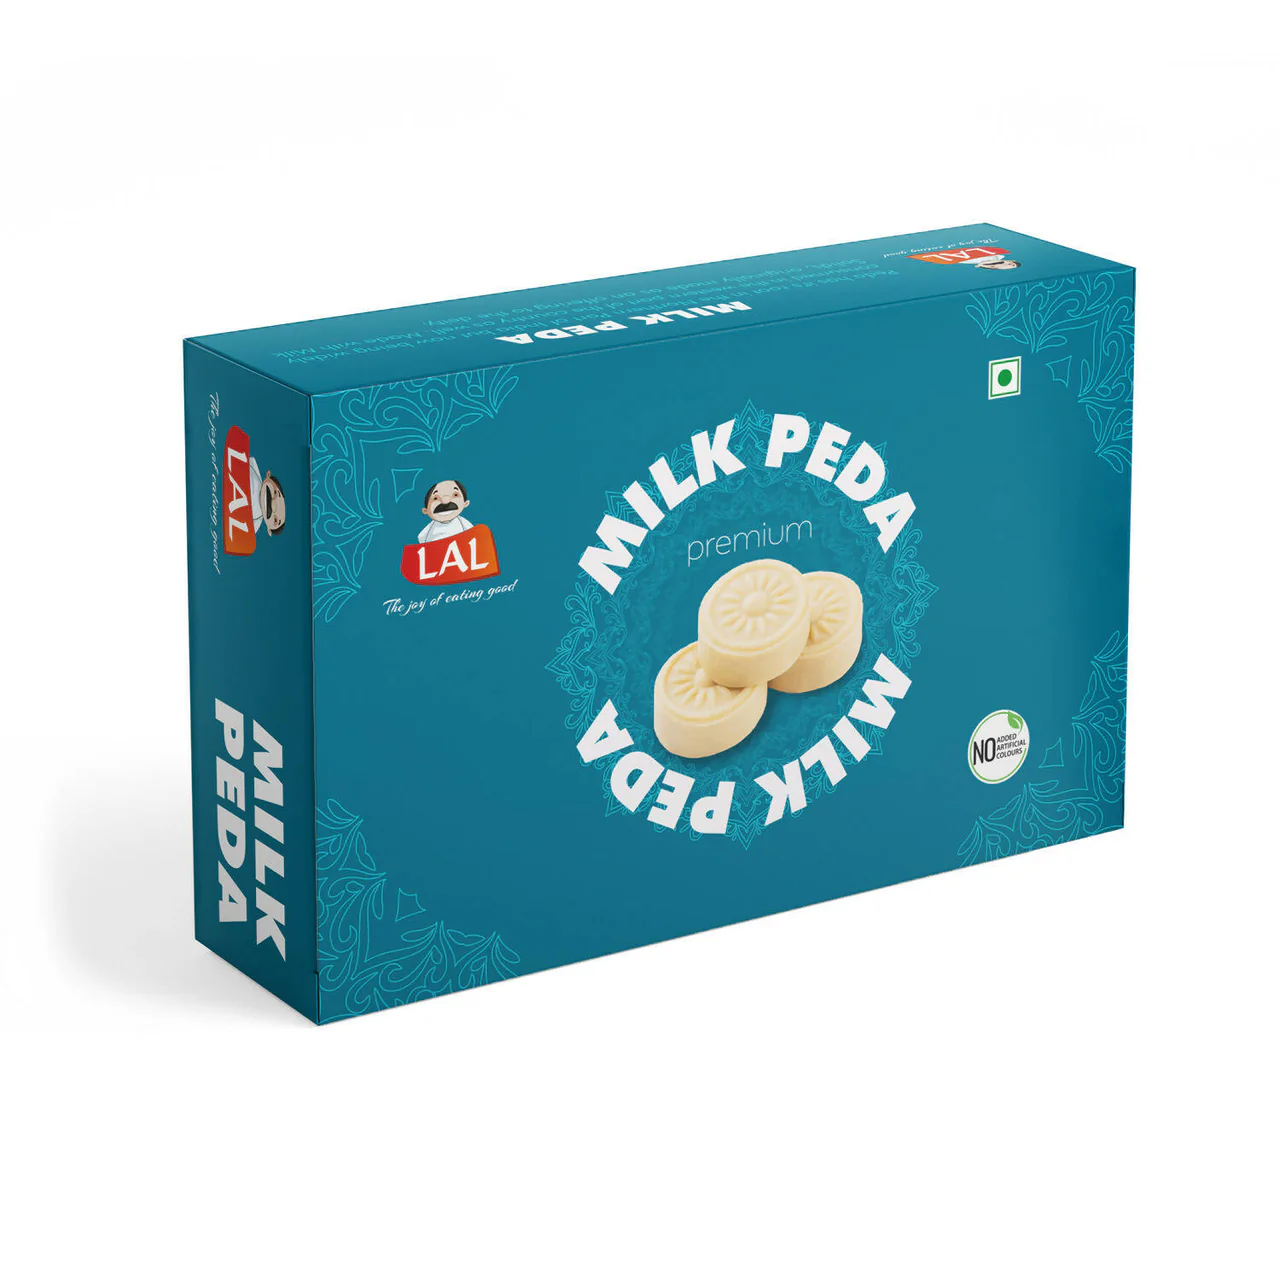 LAL
The joy of eating good
MILK PEDA
premium
MILK PEDA
NO ADDED
ARTIFICIAL
COLOURS
LAL
The joy of eating good
MILK
PEDA
LAL
The joy of eating good
MILK PEDA